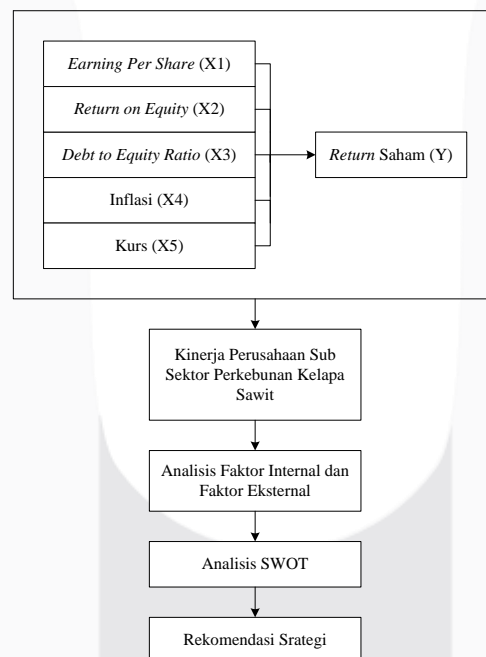 Earning Per Share (X1)
Return on Equity (X2)
Debt to Equity Ratio (X3)
Inflasi (X4)
Kurs (X5)
Return Saham (Y)
Kinerja Perusahaan Sub
Sektor Perkebunan Kelapa
Sawit
Analisis Faktor Internal dan
Faktor Eksternal
Analisis SWOT
Rekomendasi Srategi